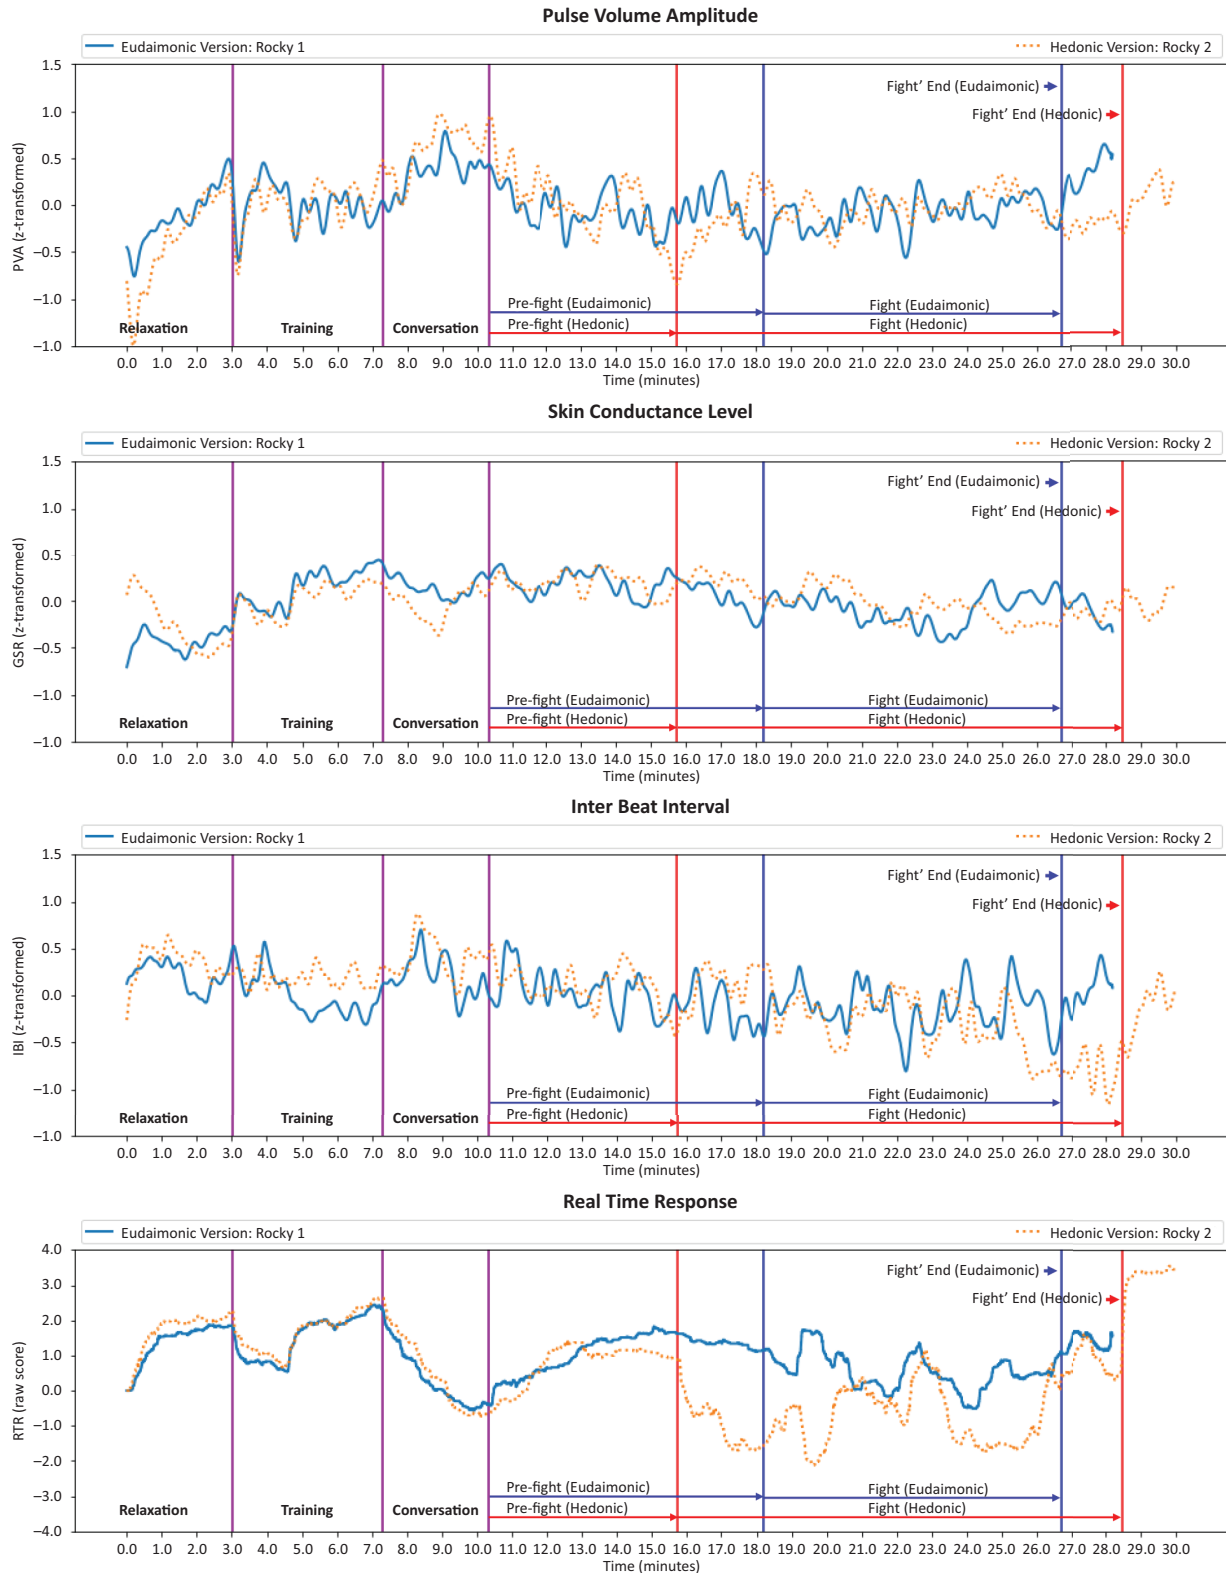 Pulse Volume Amplitude
Eudaimonic Version: Rocky 1 Hedonic Version: Rocky 2
1.5
1.0
0.5
0.0
−0.5
−1.0
−1.0
PVA (z-transformed)
Fight' End (Eudaimonic)
Fight' End (Hedonic)
Pre-fight (Eudaimonic) Fight (Eudaimonic)
Relaxation Training Conversation Pre-fight (Hedonic) Fight (Hedonic)
0.0 1.0 2.0 3.0 4.0 5.0 6.0 7.0 8.0 9.0 10.0 11.0 12.0 13.0 14.0 15.0 16.0 17.0 18.0 19.0 20.0 21.0 22.0 23.0 24.0 25.0 26.0 27.0 28.0 29.0 30.0
Time (minutes)
Skin Conductance Level
Eudaimonic Version: Rocky 1 Hedonic Version: Rocky 2
1.5
1.0
0.5
0.0
−0.5
−1.0
−1.0
GSR (z-transformed)
Fight' End (Eudaimonic)
Fight' End (Hedonic)
Pre-fight (Eudaimonic) Fight (Eudaimonic)
Relaxation Training Conversation Pre-fight (Hedonic) Fight (Hedonic)
0.0 1.0 2.0 3.0 4.0 5.0 6.0 7.0 8.0 9.0 10.0 11.0 12.0 13.0 14.0 15.0 16.0 17.0 18.0 19.0 20.0 21.0 22.0 23.0 24.0 25.0 26.0 27.0 28.0 29.0 30.0
Time (minutes)
Inter Beat Interval
Eudaimonic Version: Rocky 1 Hedonic Version: Rocky 2
1.5
1.0
0.5
0.0
−0.5
−1.0
−1.0
IBI (z-transformed)
Fight' End (Eudaimonic)
Fight' End (Hedonic)
Pre-fight (Eudaimonic) Fight (Eudaimonic)
Relaxation Training Conversation Pre-fight (Hedonic) Fight (Hedonic)
0.0 1.0 2.0 3.0 4.0 5.0 6.0 7.0 8.0 9.0 10.0 11.0 12.0 13.0 14.0 15.0 16.0 17.0 18.0 19.0 20.0 21.0 22.0 23.0 24.0 25.0 26.0 27.0 28.0 29.0 30.0
Time (minutes)
Real Time Response
Eudaimonic Version: Rocky 1 Hedonic Version: Rocky 2
4.0
3.0
2.0
1.0
0.0
−1.0
−2.0
−3.0
−4.0
RTR (raw score)
Fight' End (Eudaimonic)
Fight' End (Hedonic)
Pre-fight (Eudaimonic) Fight (Eudaimonic)
Relaxation Training Conversation Pre-fight (Hedonic) Fight (Hedonic)
0.0 1.0 2.0 3.0 4.0 5.0 6.0 7.0 8.0 9.0 10.0 11.0 12.0 13.0 14.0 15.0 16.0 17.0 18.0 19.0 20.0 21.0 22.0 23.0 24.0 25.0 26.0 27.0 28.0 29.0 30.0
Time (minutes)